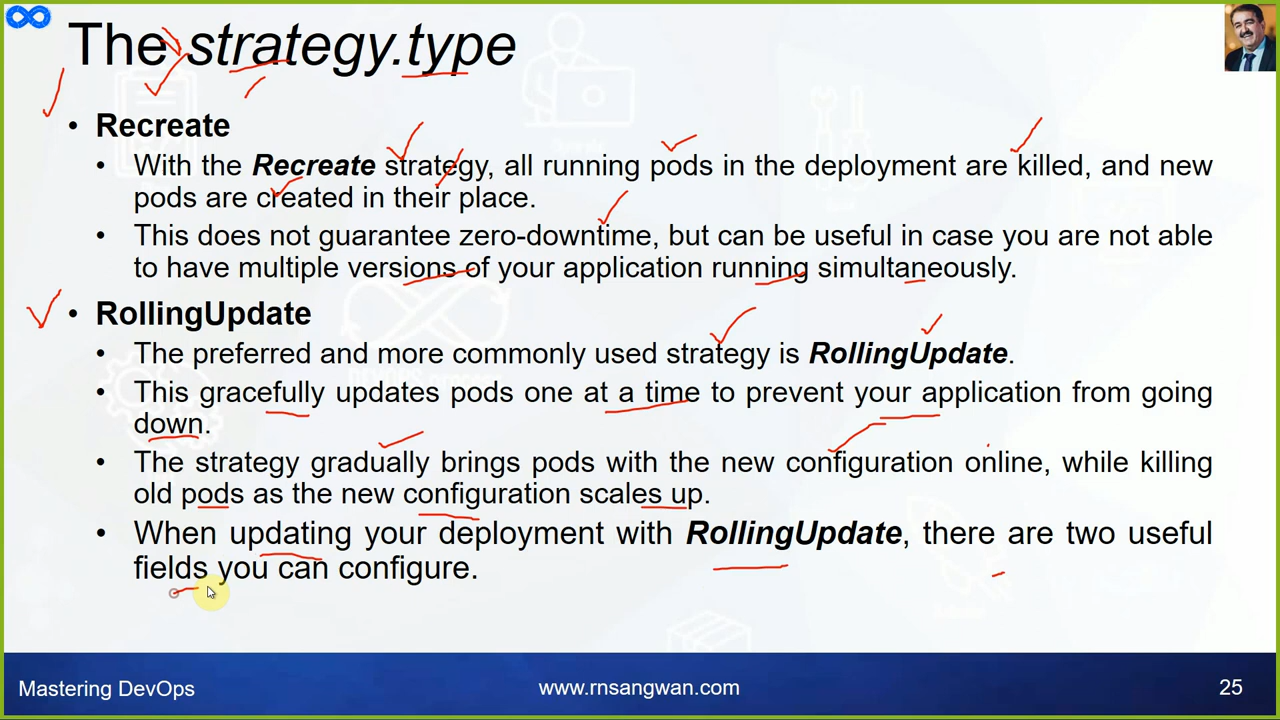 The strategy.type
• Recreate
• With the Recreate strategy, all running pods in the deployment are killed, and new
pods are created in their place.
• This does not guarantee zero-downtime, but can be useful in case you are not able
to have multiple versions of your application running simultaneously.
• RollingUpdate
• The preferred and more commonly used strategy is RollingUpdate.
• This gracefully updates pods one at a time to prevent your application from going
down.
• The strategy gradually brings pods with the new configuration online, while killing
old pods as the new configuration scales up.
• When updating your deployment with RollingUpdate, there are two useful
fields you can configure.
Mastering DevOps
www.rnsangwan.com
25